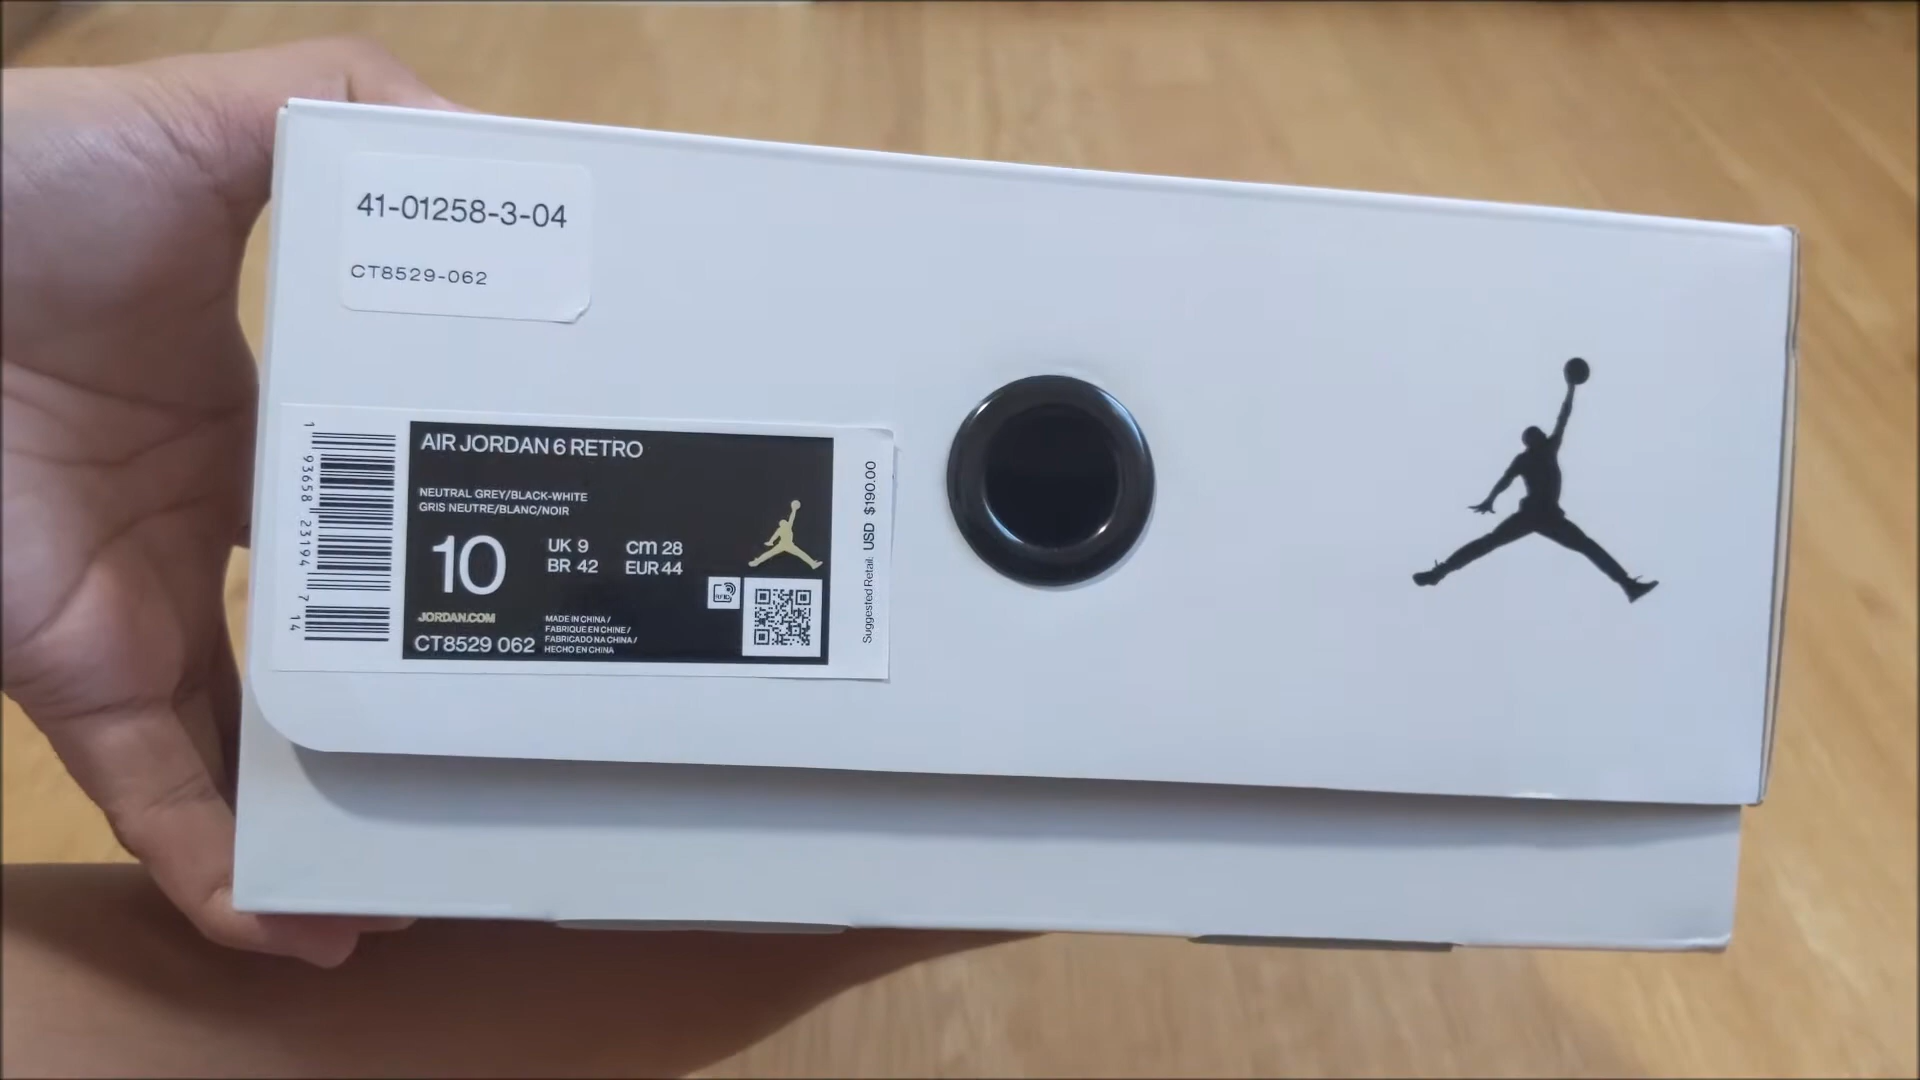 41-01258-3-04
CT8529-062
1 93658 23194 7 14
AIR JORDAN 6 RETRO
NEUTRAL GREY/BLACK-WHITE
GRIS NEUTRE/BLANC/NOIR
10
UK 9 cm 28
BR 42 EUR 44
JORDAN.COM
CT8529 062
MADE IN CHINA /
FABRIQUE EN CHINE /
FABRICADO NA CHINA /
HECHO EN CHINA
RFID
Suggested Retail: USD $190.00